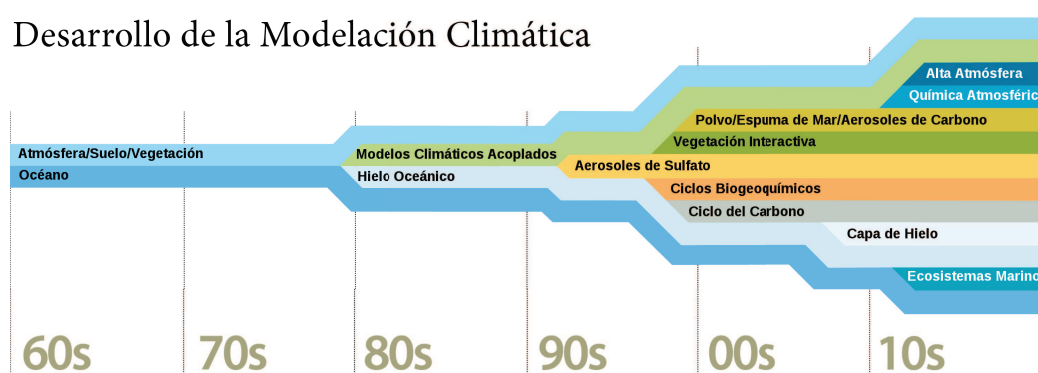 Desarrollo de la Modelación Climática
Alta Atmósfera
Química Atmosféric
Polvo/Espuma de Mar/Aerosoles de Carbono
Vegetación Interactiva
Atmósfera/Suelo/Vegetación
Modelos Climáticos Acoplados
Aerosoles de Sulfato
Océano
Hielo Oceánico
Ciclos Biogeoquímicos
Ciclo del Carbono
Capa de Hielo
Ecosistemas Marino
60s
70s
80s
90s
00s
10s